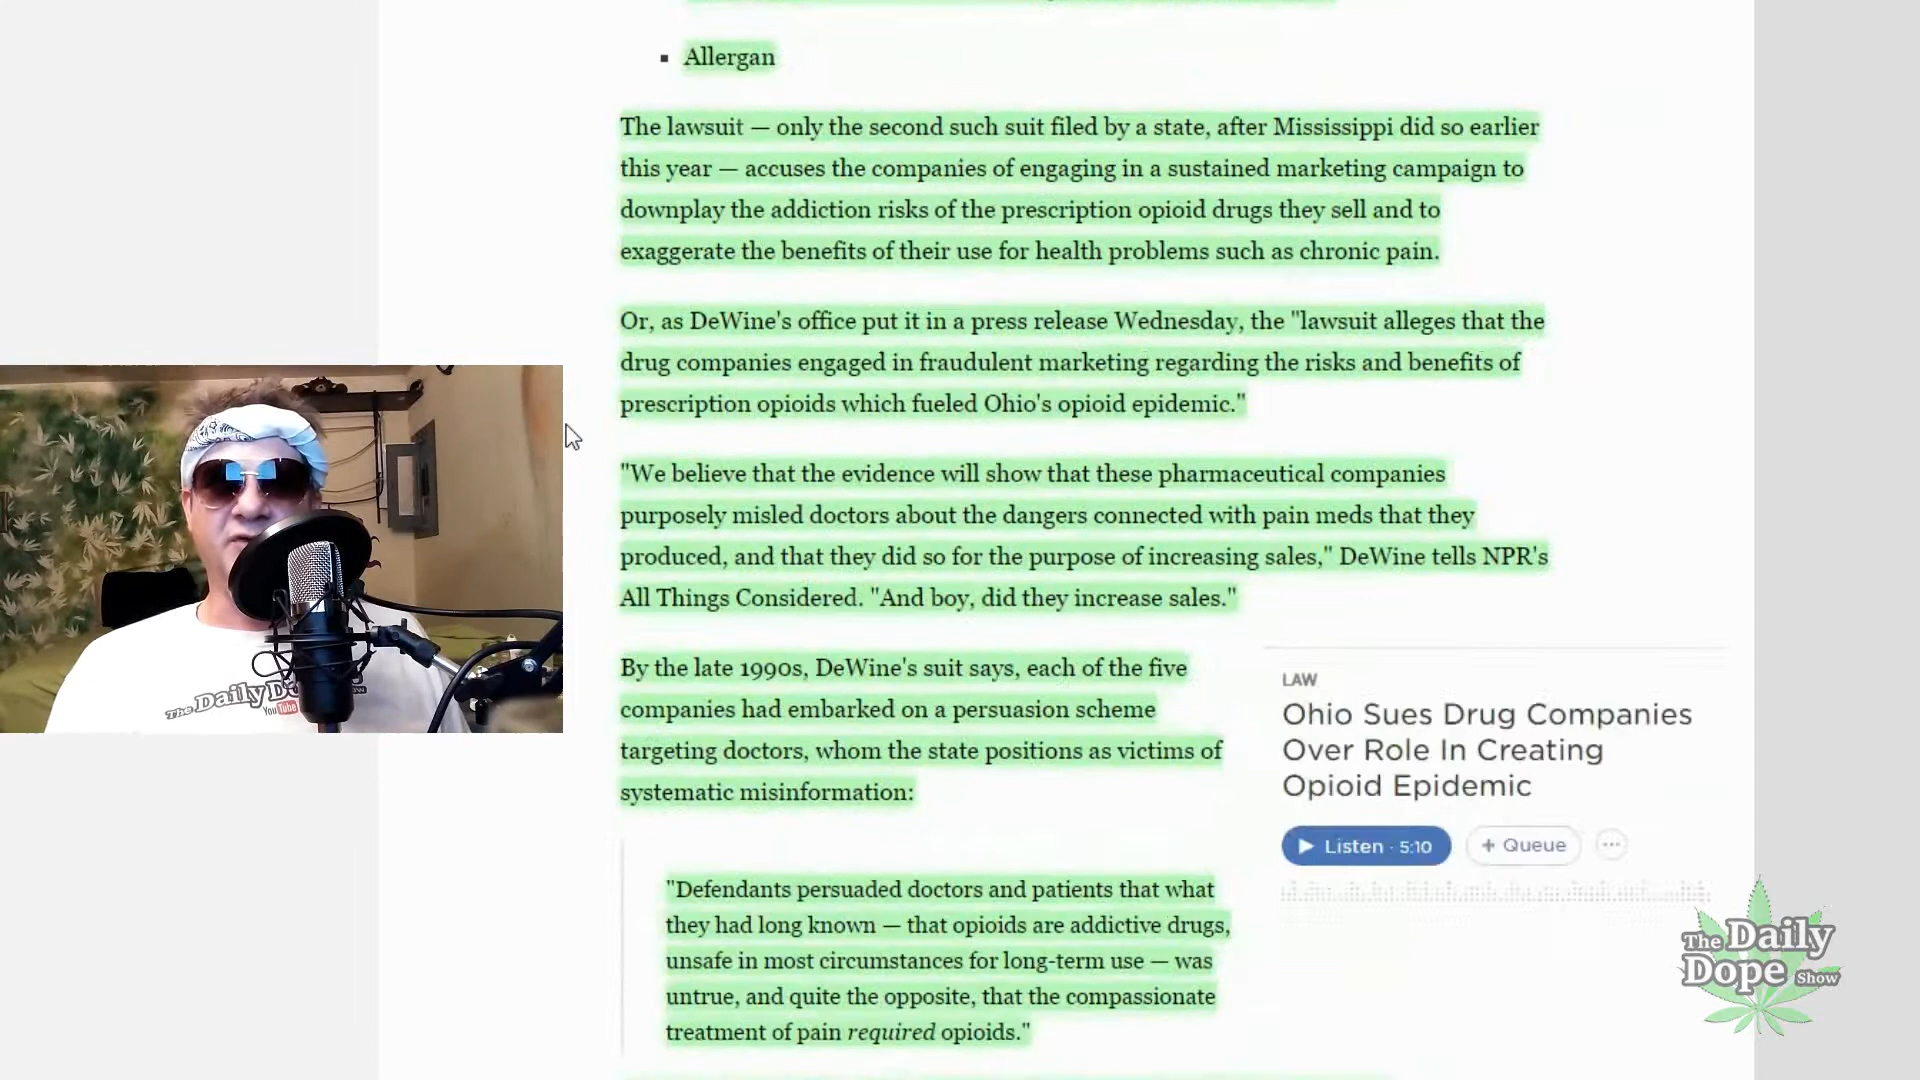 Allergan
The lawsuit — only the second such suit filed by a state, after Mississippi did so earlier
this year — accuses the companies of engaging in a sustained marketing campaign to
downplay the addiction risks of the prescription opioid drugs they sell and to
exaggerate the benefits of their use for health problems such as chronic pain.
Or, as DeWine's office put it in a press release Wednesday, the "lawsuit alleges that the
drug companies engaged in fraudulent marketing regarding the risks and benefits of
prescription opioids which fueled Ohio's opioid epidemic."
"We believe that the evidence will show that these pharmaceutical companies
purposely misled doctors about the dangers connected with pain meds that they
produced, and that they did so for the purpose of increasing sales," DeWine tells NPR's
All Things Considered. "And boy, did they increase sales."
By the late 1990s, DeWine's suit says, each of the five
companies had embarked on a persuasion scheme
targeting doctors, whom the state positions as victims of
systematic misinformation:
"Defendants persuaded doctors and patients that what
they had long known — that opioids are addictive drugs,
unsafe in most circumstances for long-term use — was
untrue, and quite the opposite, that the compassionate
treatment of pain required opioids."
LAW
Ohio Sues Drug Companies
Over Role In Creating
Opioid Epidemic
Listen · 5:10
+ Queue
The Daily
Dope Show
The Daily
YouTube